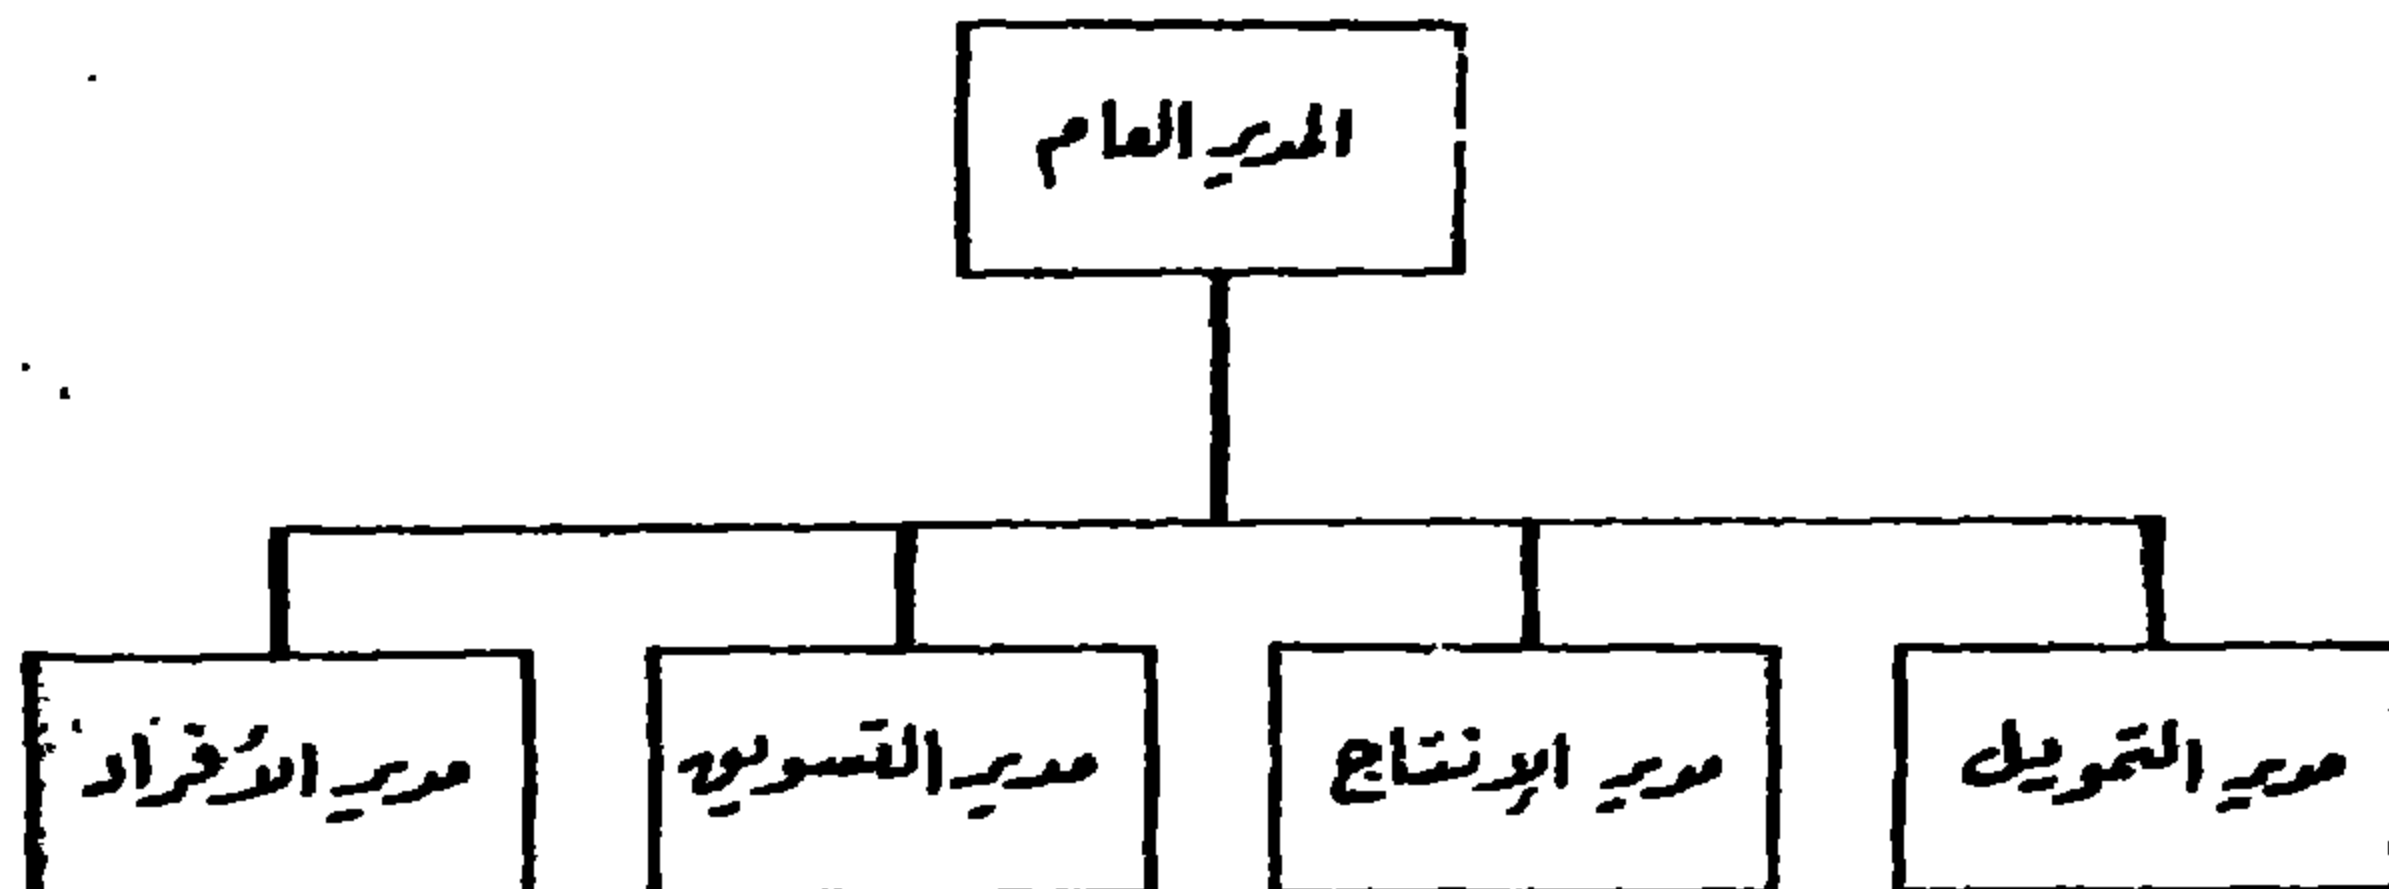 المدير العام
مدير التمويل
مدير الإنتاج
مدير التسويق
مدير الأفراد